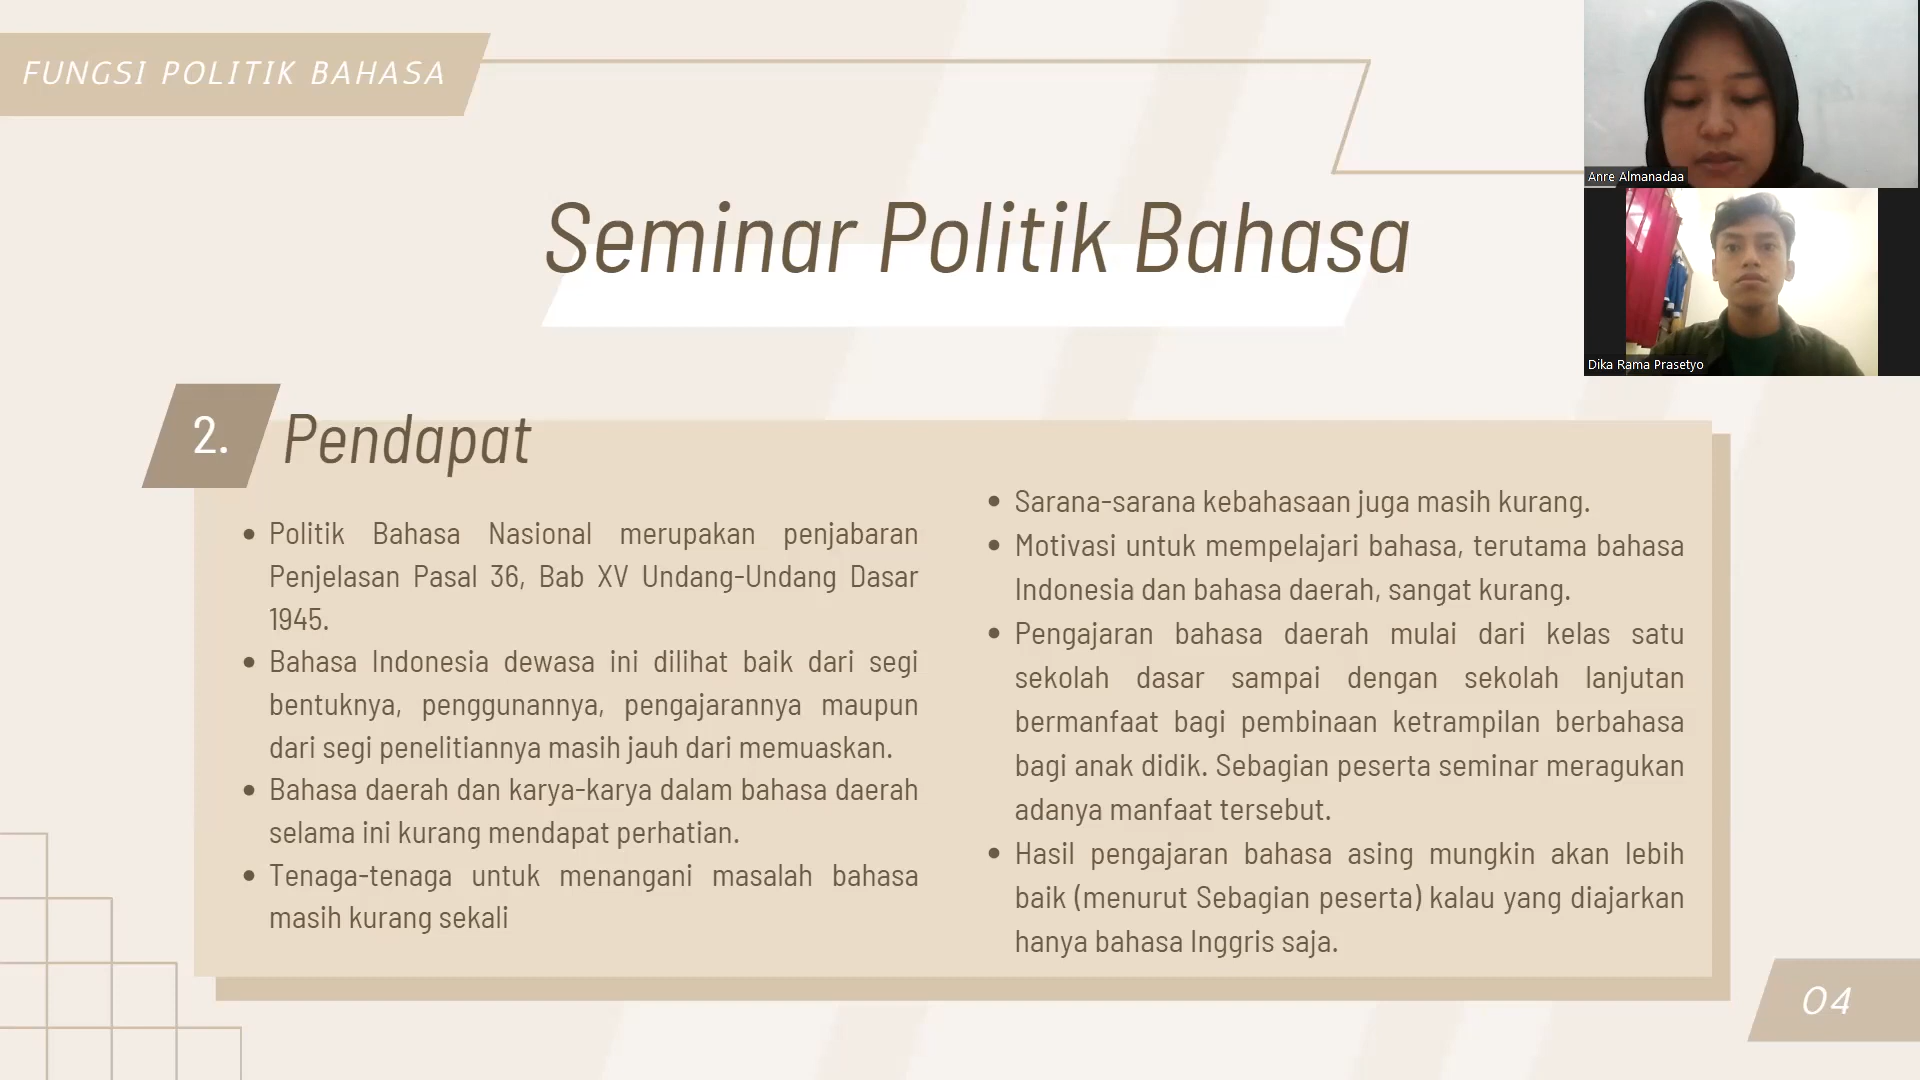 FUNGSI POLITIK BAHASA
Anre Almanadaa
Dika Rama Prasetyo
Seminar Politik Bahasa
2. Pendapat
Politik Bahasa Nasional merupakan penjabaran
Penjelasan Pasal 36, Bab XV Undang-Undang Dasar
1945.
Bahasa Indonesia dewasa ini dilihat baik dari segi
bentuknya, penggunannya, pengajarannya maupun
dari segi penelitiannya masih jauh dari memuaskan.
Bahasa daerah dan karya-karya dalam bahasa daerah
selama ini kurang mendapat perhatian.
Tenaga-tenaga untuk menangani masalah bahasa
masih kurang sekali
Sarana-sarana kebahasaan juga masih kurang.
Motivasi untuk mempelajari bahasa, terutama bahasa
Indonesia dan bahasa daerah, sangat kurang.
Pengajaran bahasa daerah mulai dari kelas satu
sekolah dasar sampai dengan sekolah lanjutan
bermanfaat bagi pembinaan ketrampilan berbahasa
bagi anak didik. Sebagian peserta seminar meragukan
adanya manfaat tersebut.
Hasil pengajaran bahasa asing mungkin akan lebih
baik (menurut Sebagian peserta) kalau yang diajarkan
hanya bahasa Inggris saja.
04